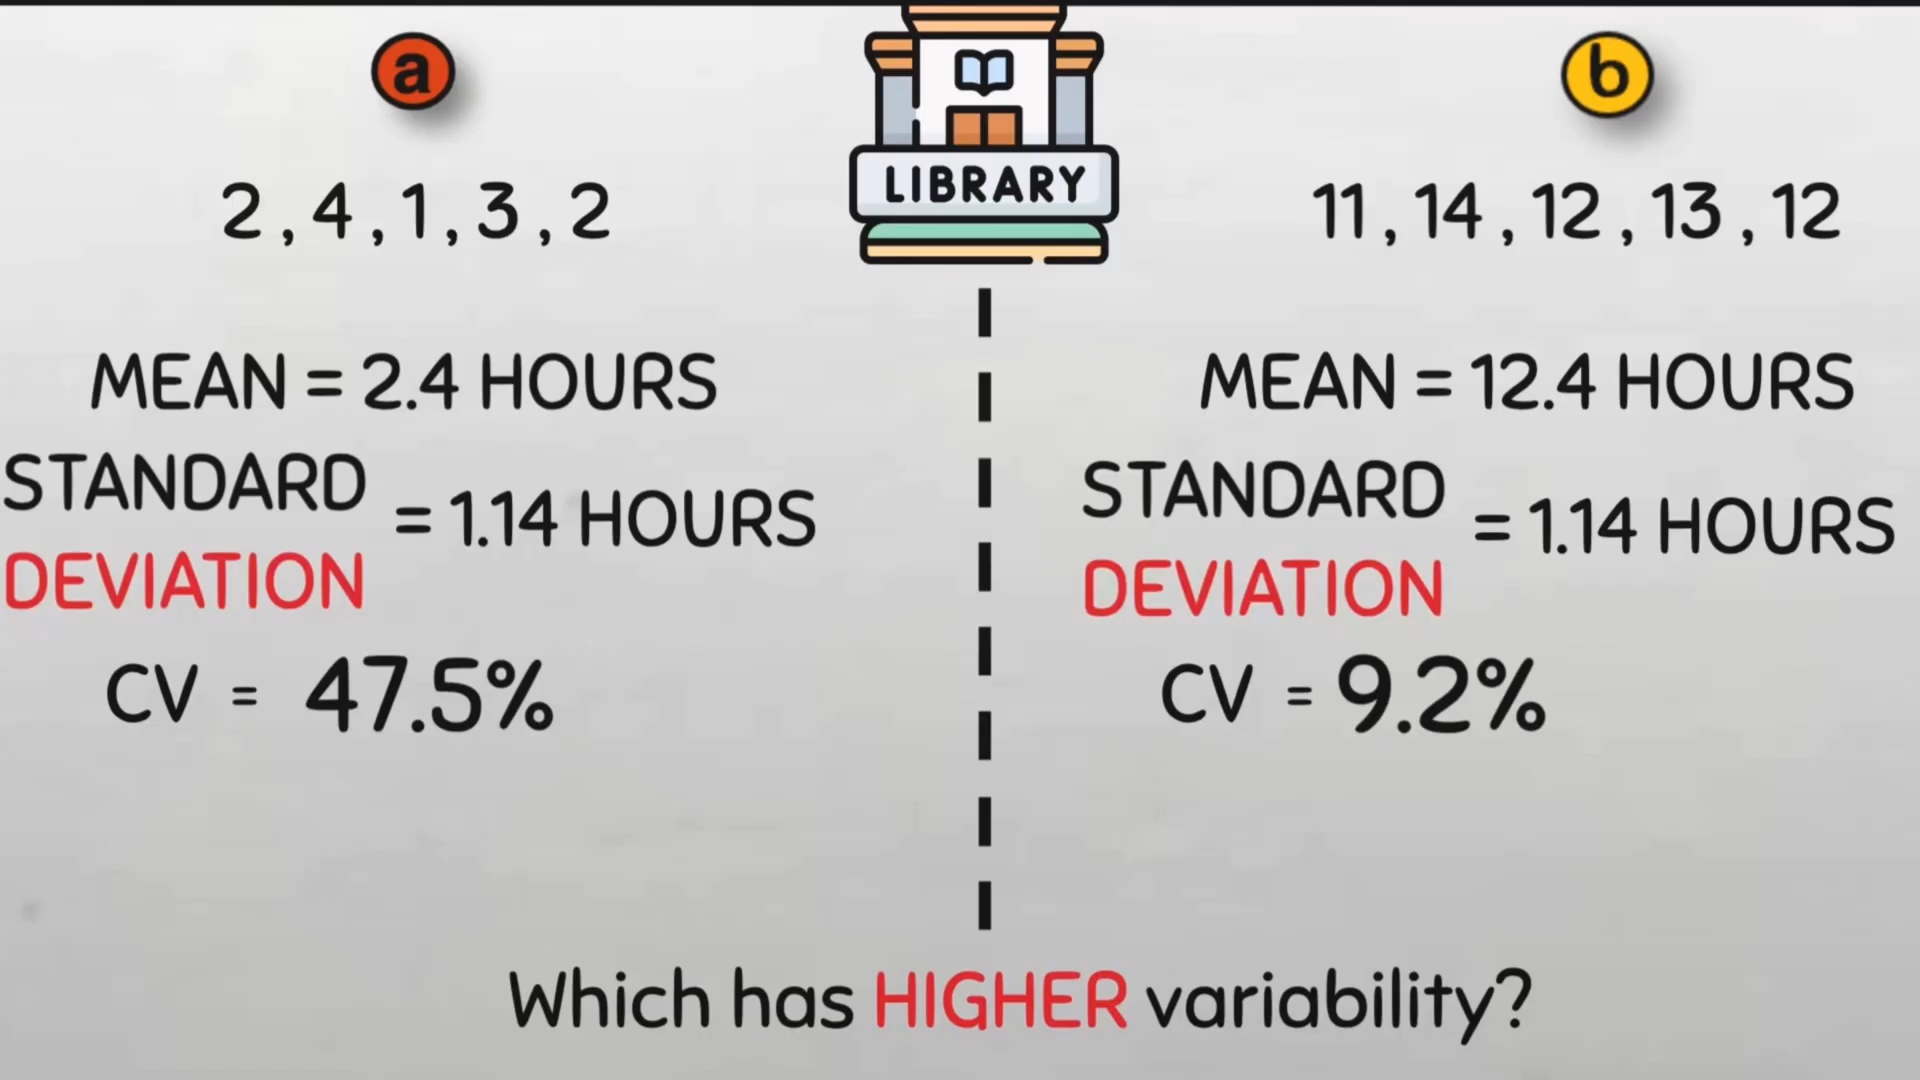 a
2 , 4 , 1 , 3 , 2
MEAN = 2.4 HOURS
STANDARD
DEVIATION
= 1.14 HOURS
CV = 47.5%
LIBRARY
b
11 , 14 , 12 , 13 , 12
MEAN = 12.4 HOURS
STANDARD
DEVIATION
= 1.14 HOURS
CV = 9.2%
Which has HIGHER variability?